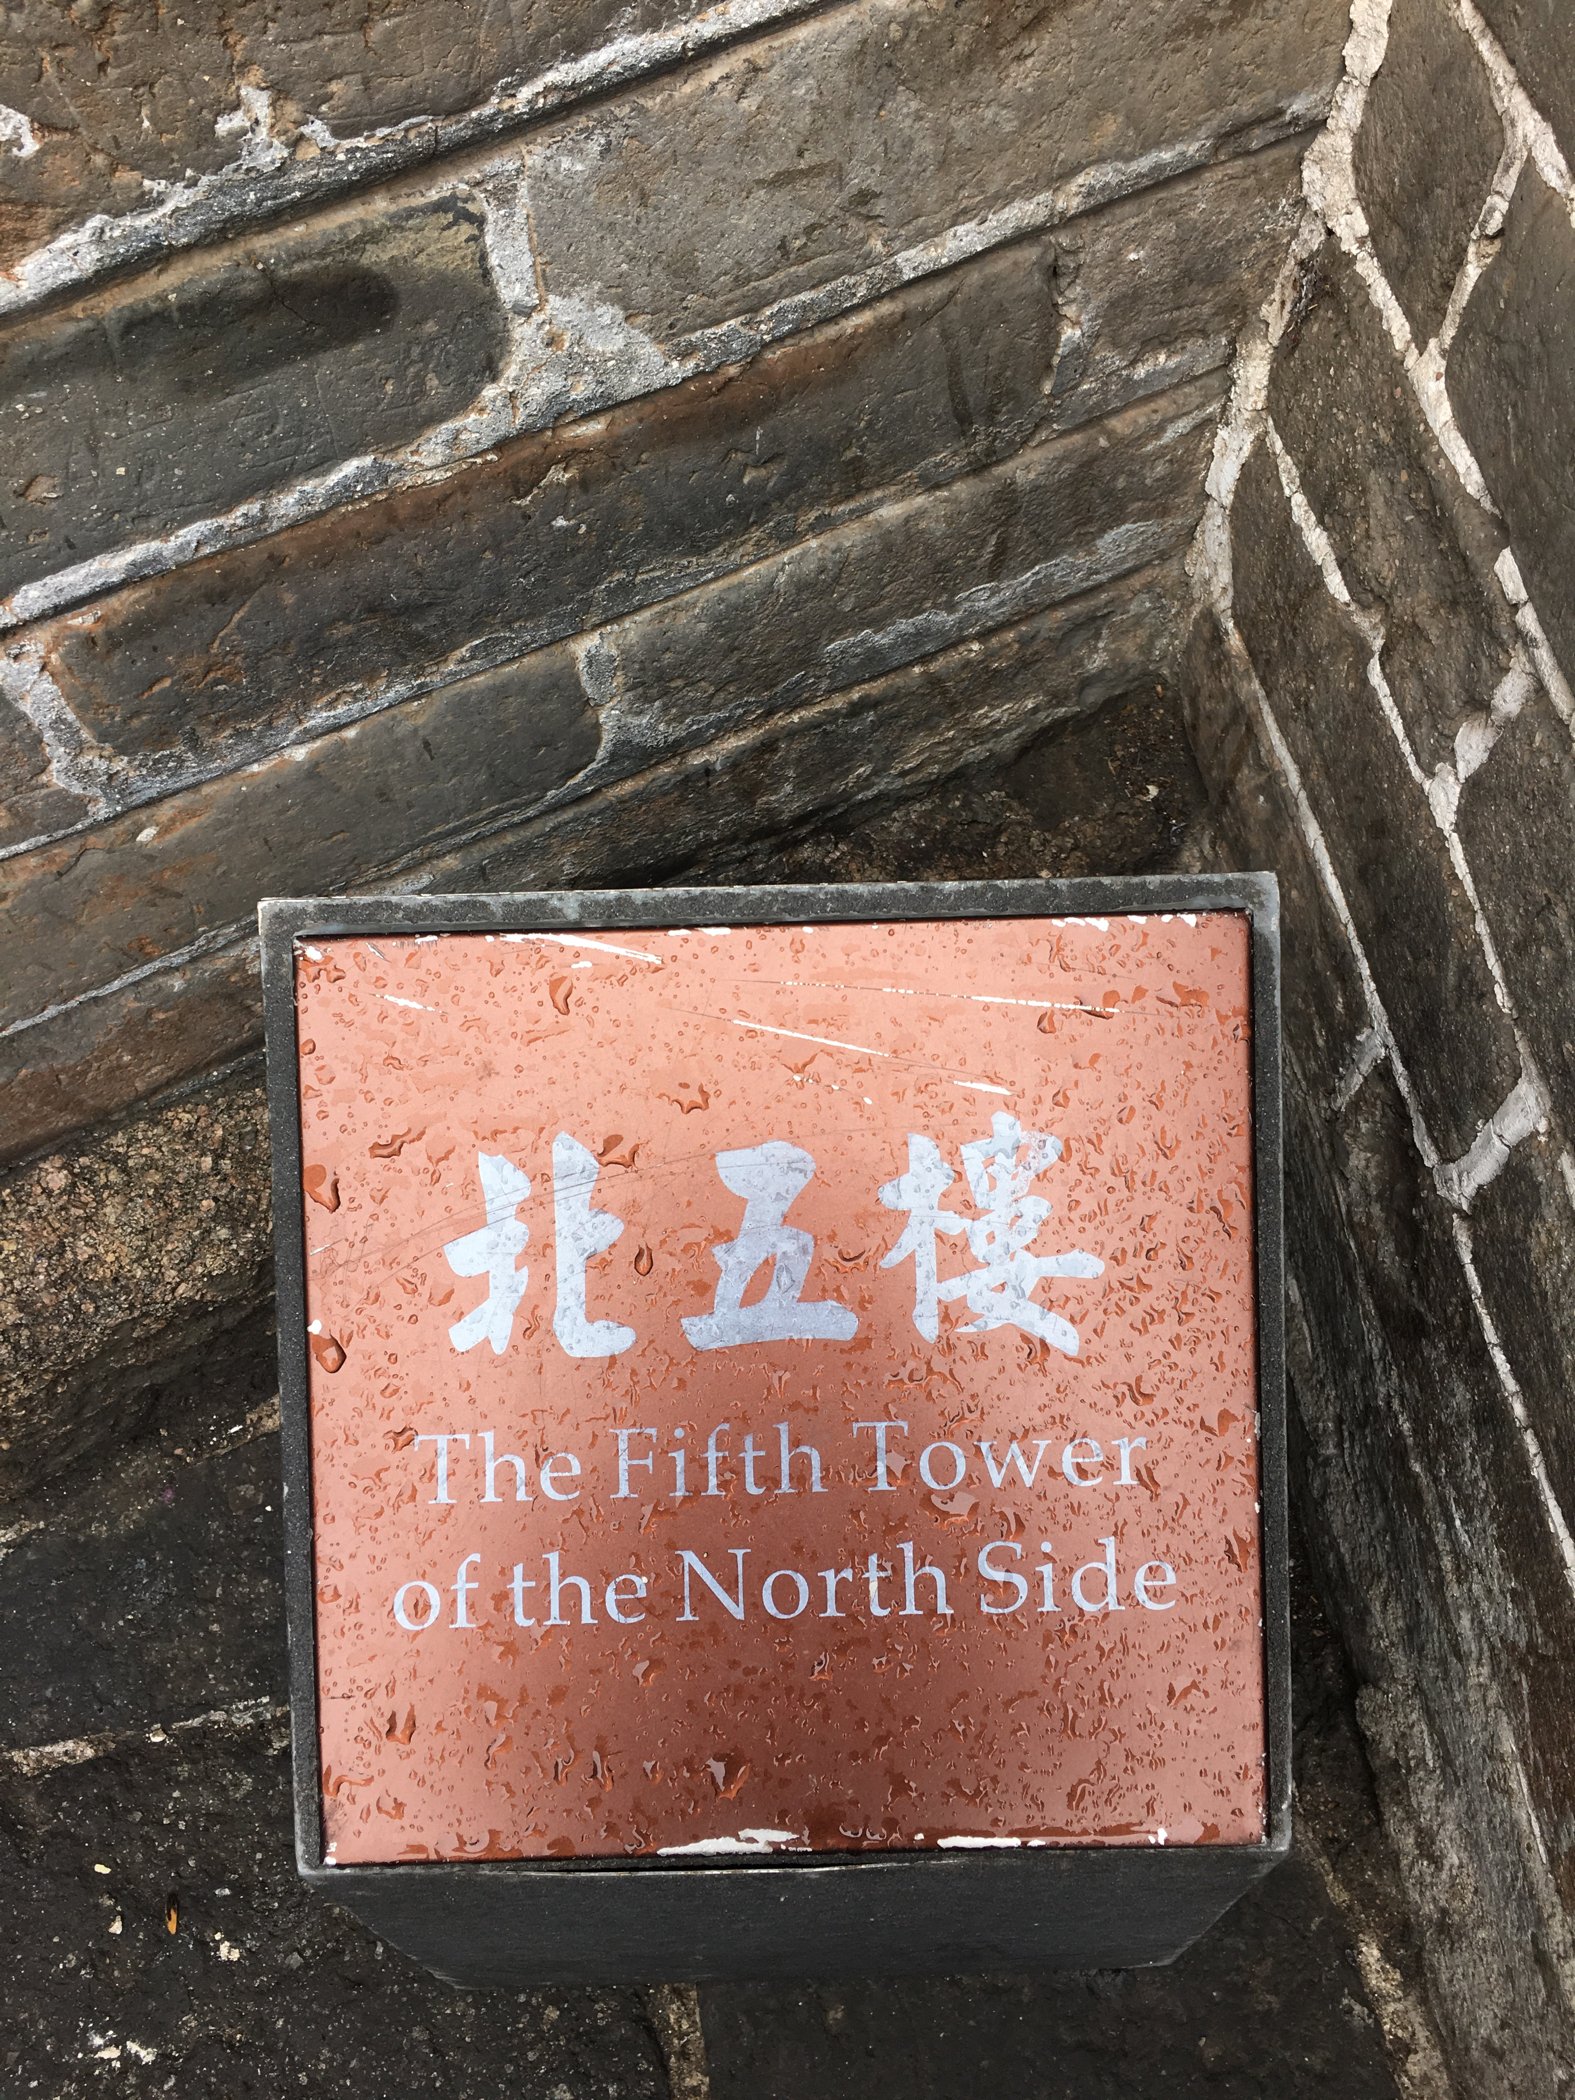 北五樓
The Fifth Tower
of the North Side